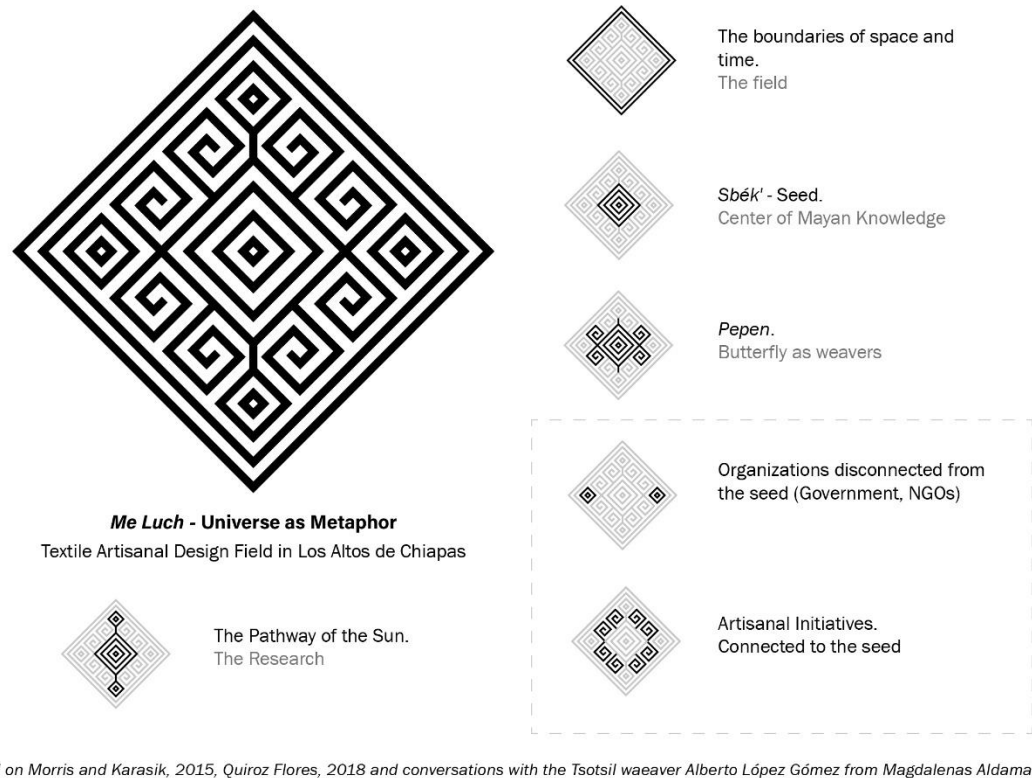 The boundaries of space and
time.
The field
Sbék' - Seed.
Center of Mayan Knowledge
Pepen.
Butterfly as weavers
Organizations disconnected from
the seed (Government, NGOs)
Artisanal Initiatives.
Connected to the seed
Me Luch - Universe as Metaphor
Textile Artisanal Design Field in Los Altos de Chiapas
The Pathway of the Sun.
The Research
on Morris and Karasik, 2015, Quiroz Flores, 2018 and conversations with the Tsotsil waeaver Alberto López Gómez from Magdalenas Aldama